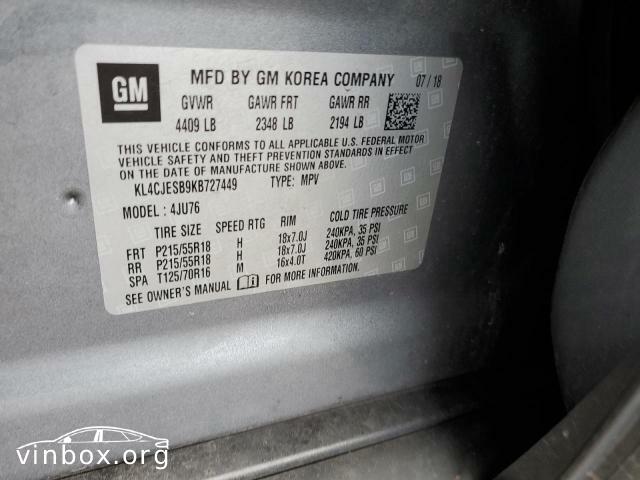 GM MFD BY GM KOREA COMPANY 07/18
GVWR GAWR FRT GAWR RR
4409 LB 2348 LB 2194 LB
THIS VEHICLE CONFORMS TO ALL APPLICABLE U.S. FEDERAL MOTOR
VEHICLE SAFETY AND THEFT PREVENTION STANDARDS IN EFFECT
ON THE DATE OF MANUFACTURE SHOWN ABOVE.
KL4CJESB9KB727449 TYPE: MPV
MODEL: 4JU76
TIRE SIZE SPEED RTG RIM COLD TIRE PRESSURE
FRT P215/55R18 H 18x7.0J 240KPA, 35 PSI
RR P215/55R18 H 18x7.0J 240KPA, 35 PSI
SPA T125/70R16 M 16x4.0T 420KPA, 60 PSI
SEE OWNER'S MANUAL FOR MORE INFORMATION.
vinbox.org